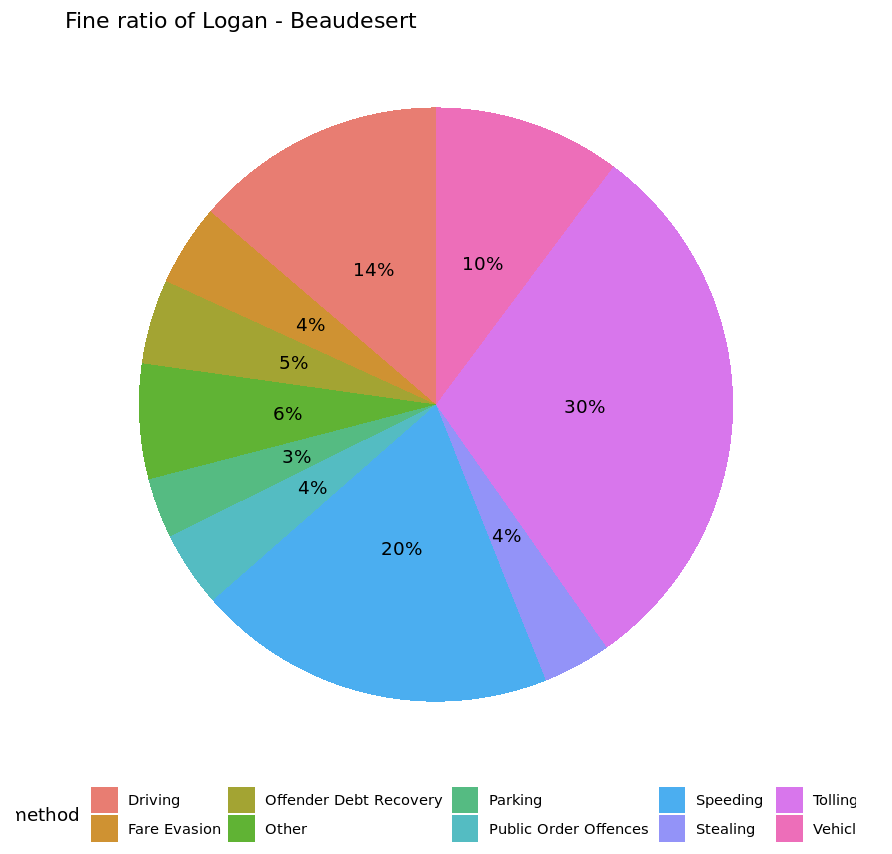 Fine ratio of Logan - Beaudesert
10%
14%
30%
4%
5%
6%
3%
4%
4%
20%
Driving Offender Debt Recovery Parking Speeding Tolling
method
Fare Evasion Other Public Order Offences Stealing Vehicl